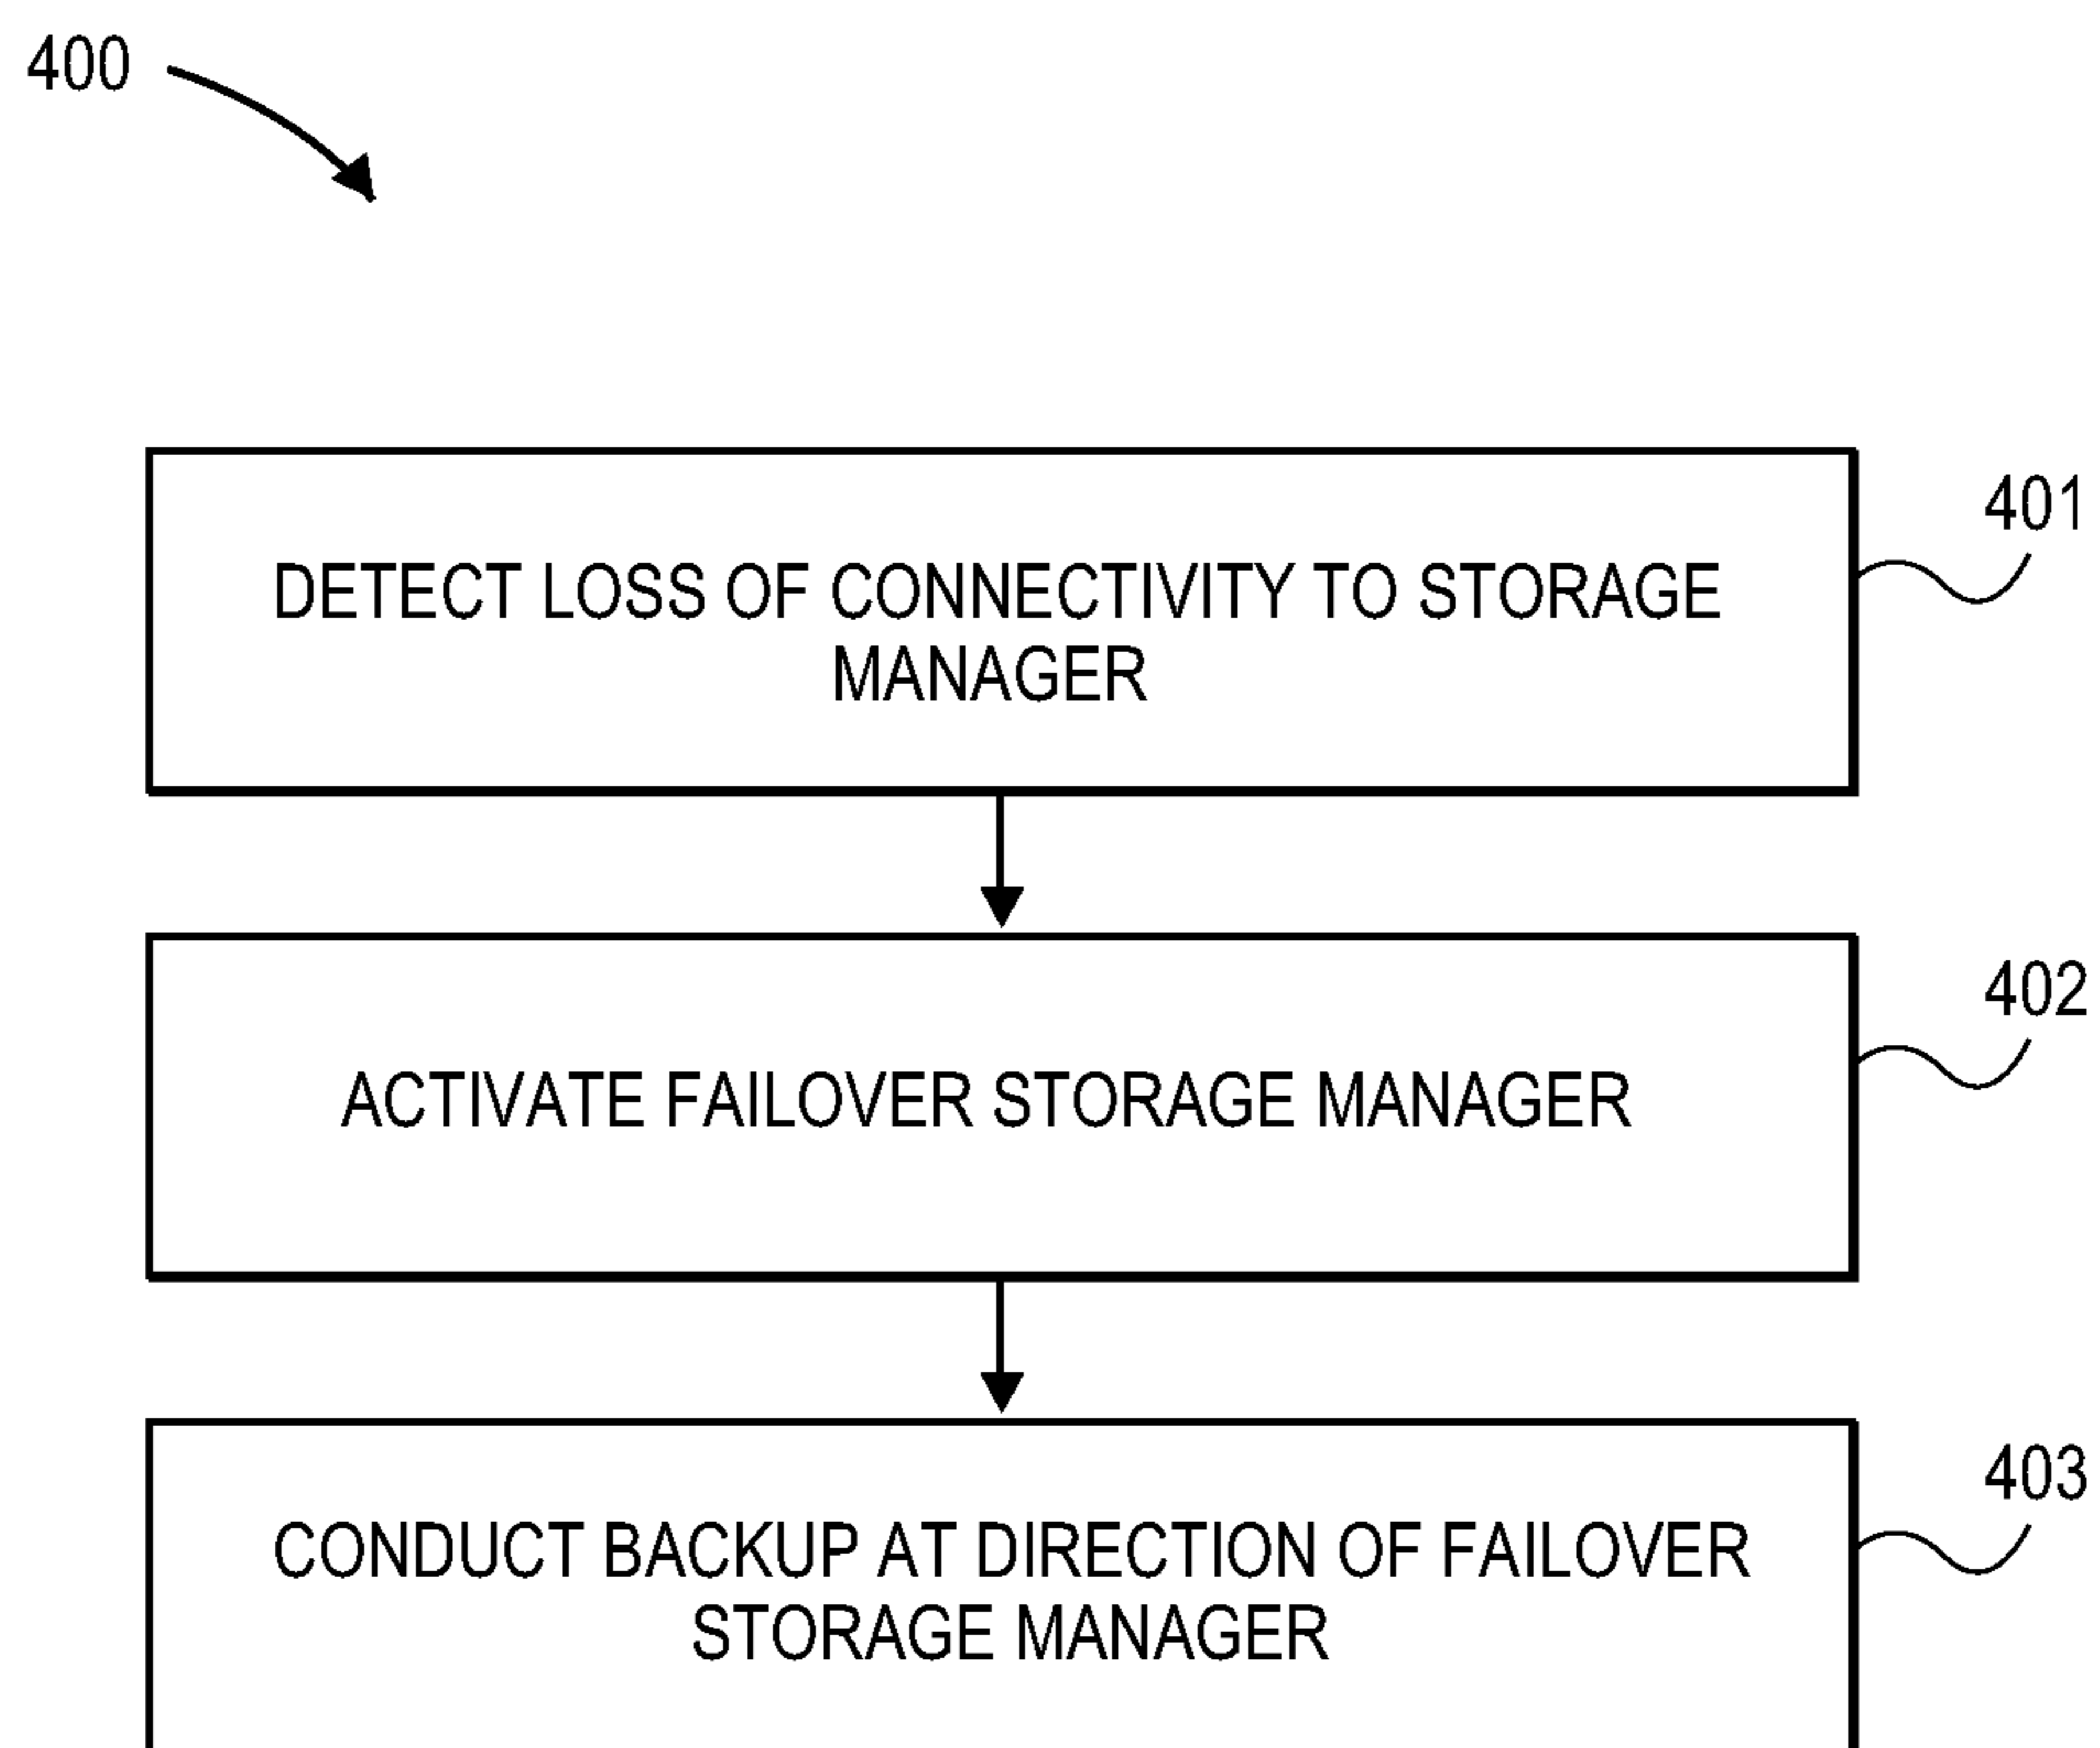 400
401
DETECT LOSS OF CONNECTIVITY TO STORAGE
MANAGER
402
ACTIVATE FAILOVER STORAGE MANAGER
403
CONDUCT BACKUP AT DIRECTION OF FAILOVER
STORAGE MANAGER